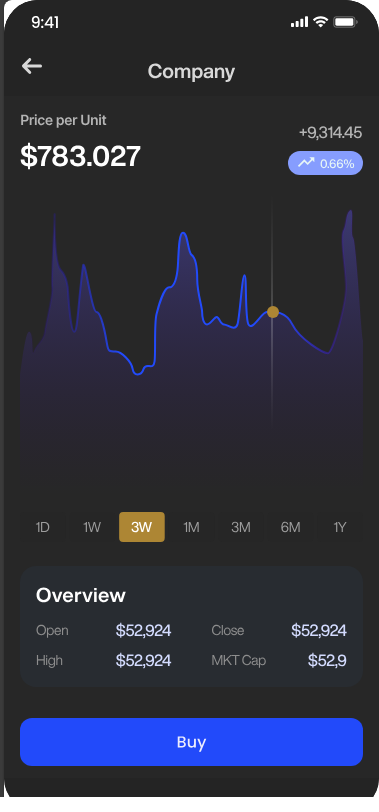 9:41
Company
Price per Unit
+9,314.45
$783.027
0.66%
1D 1W 3W 1M 3M 6M 1Y
Overview
Open $52,924 Close $52,924
High $52,924 MKT Cap $52,9
Buy